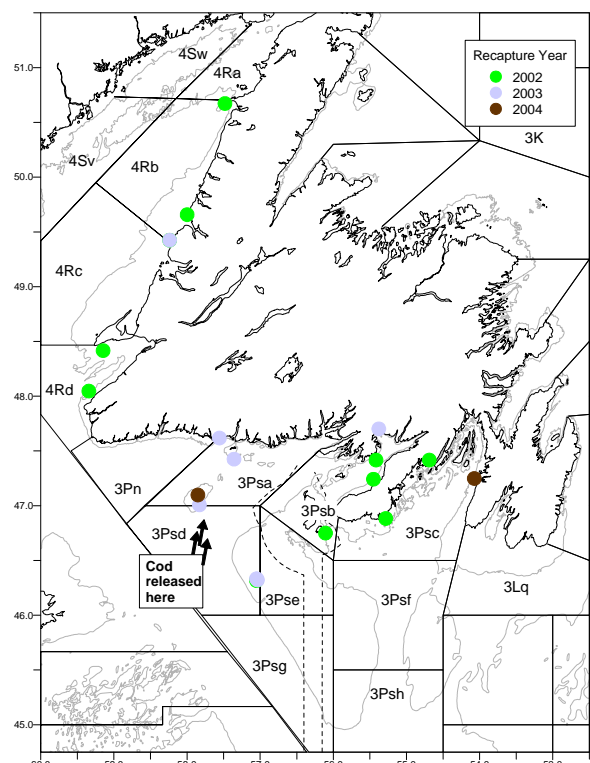 4Sw
51.0
4Ra
Recapture Year
2002
2003
2004
3K
4Sv
4Rb
50.0
4Rc
49.0
48.0
4Rd
3Pn
3Psa
47.0
3Psb
3Psd
3Psc
Cod
released
here
3Pse
3Psf
3Lq
46.0
3Psg
3Psh
45.0
57.0